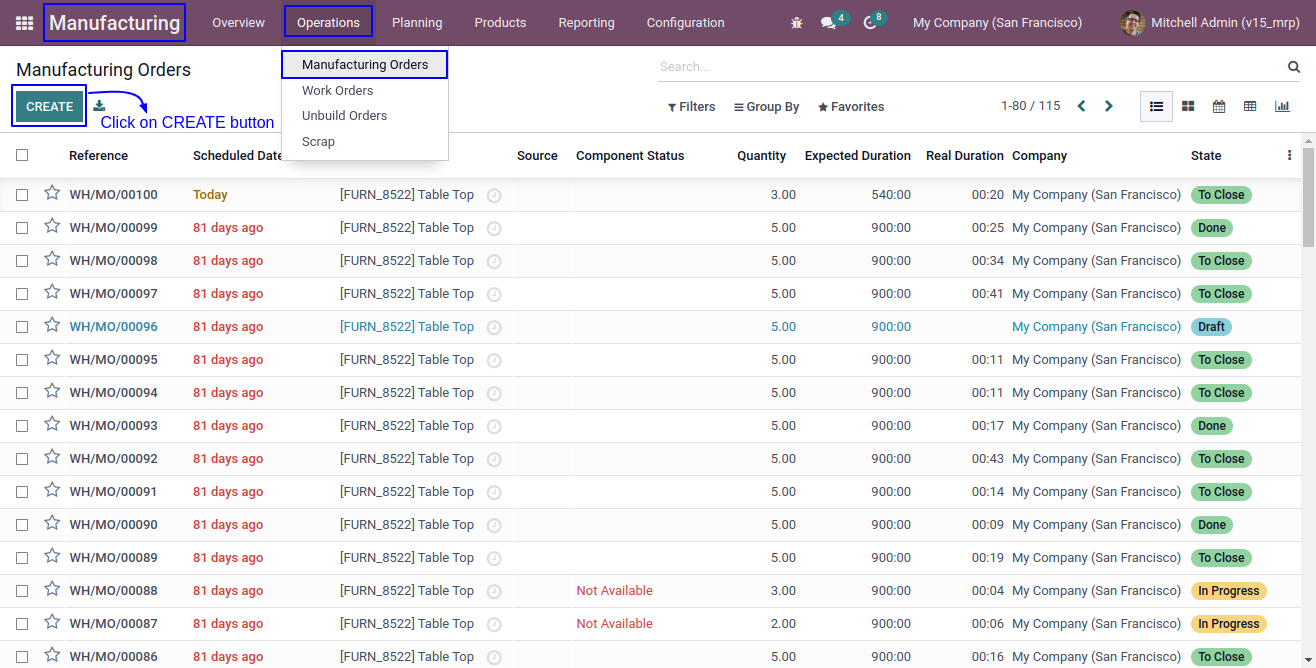 Manufacturing Overview Operations Planning Products Reporting Configuration 4 8 My Company (San Francisco) Mitchell Admin (v15_mrp)
Manufacturing Orders Manufacturing Orders Search...
CREATE Click on CREATE button Work Orders Filters Group By Favorites 1-80 / 115
Unbuild Orders
Scrap
Reference Scheduled Date Source Component Status Quantity Expected Duration Real Duration Company State
WH/MO/00100 Today [FURN_8522] Table Top 3.00 540:00 00:20 My Company (San Francisco) To Close
WH/MO/00099 81 days ago [FURN_8522] Table Top 5.00 900:00 00:25 My Company (San Francisco) Done
WH/MO/00098 81 days ago [FURN_8522] Table Top 5.00 900:00 00:34 My Company (San Francisco) To Close
WH/MO/00097 81 days ago [FURN_8522] Table Top 5.00 900:00 00:41 My Company (San Francisco) To Close
WH/MO/00096 81 days ago [FURN_8522] Table Top 5.00 900:00 My Company (San Francisco) Draft
WH/MO/00095 81 days ago [FURN_8522] Table Top 5.00 900:00 00:11 My Company (San Francisco) To Close
WH/MO/00094 81 days ago [FURN_8522] Table Top 5.00 900:00 00:11 My Company (San Francisco) To Close
WH/MO/00093 81 days ago [FURN_8522] Table Top 5.00 900:00 00:17 My Company (San Francisco) Done
WH/MO/00092 81 days ago [FURN_8522] Table Top 5.00 900:00 00:43 My Company (San Francisco) To Close
WH/MO/00091 81 days ago [FURN_8522] Table Top 5.00 900:00 00:14 My Company (San Francisco) To Close
WH/MO/00090 81 days ago [FURN_8522] Table Top 5.00 900:00 00:09 My Company (San Francisco) Done
WH/MO/00089 81 days ago [FURN_8522] Table Top 5.00 900:00 00:19 My Company (San Francisco) To Close
WH/MO/00088 81 days ago [FURN_8522] Table Top Not Available 3.00 900:00 00:04 My Company (San Francisco) In Progress
WH/MO/00087 81 days ago [FURN_8522] Table Top Not Available 2.00 900:00 00:06 My Company (San Francisco) In Progress
WH/MO/00086 81 days ago [FURN_8522] Table Top 5.00 900:00 00:16 My Company (San Francisco) To Close